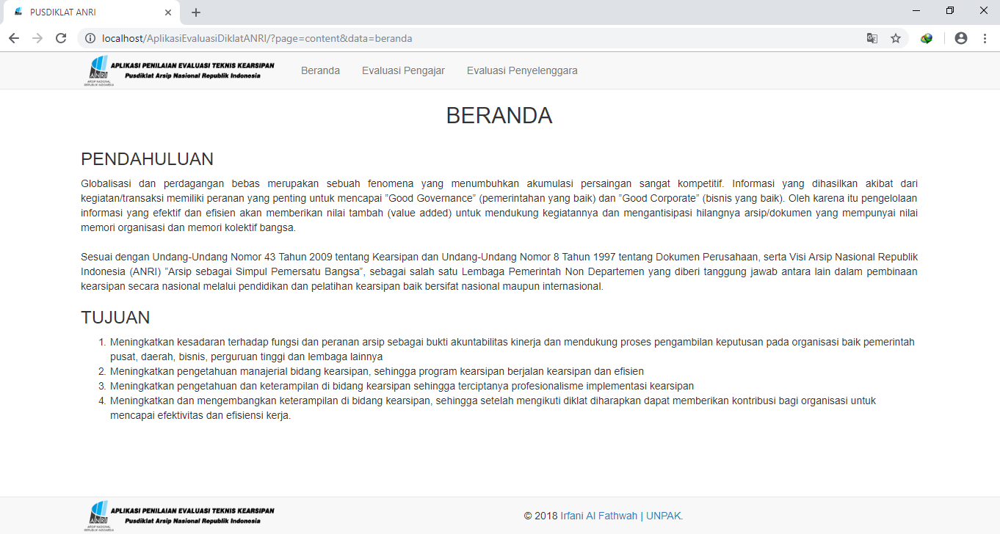 PUSDIKLAT ANRI
localhost/AplikasiEvaluasiDiklatANRI/?page=content&data=beranda
ANRI
ARSIP NASIONAL
REPUBLIK INDONESIA
APLIKASI PENILAIAN EVALUASI TEKNIS KEARSIPAN
Pusdiklat Arsip Nasional Republik Indonesia
Beranda Evaluasi Pengajar Evaluasi Penyelenggara
BERANDA
PENDAHULUAN
Globalisasi dan perdagangan bebas merupakan sebuah fenomena yang menumbuhkan akumulasi persaingan sangat kompetitif. Informasi yang dihasilkan akibat dari
kegiatan/transaksi memiliki peranan yang penting untuk mencapai ”Good Governance” (pemerintahan yang baik) dan ”Good Corporate” (bisnis yang baik). Oleh karena itu pengelolaan
informasi yang efektif dan efisien akan memberikan nilai tambah (value added) untuk mendukung kegiatannya dan mengantisipasi hilangnya arsip/dokumen yang mempunyai nilai
memori organisasi dan memori kolektif bangsa.
Sesuai dengan Undang-Undang Nomor 43 Tahun 2009 tentang Kearsipan dan Undang-Undang Nomor 8 Tahun 1997 tentang Dokumen Perusahaan, serta Visi Arsip Nasional Republik
Indonesia (ANRI) ”Arsip sebagai Simpul Pemersatu Bangsa”, sebagai salah satu Lembaga Pemerintah Non Departemen yang diberi tanggung jawab antara lain dalam pembinaan
kearsipan secara nasional melalui pendidikan dan pelatihan kearsipan baik bersifat nasional maupun internasional.
TUJUAN
1. Meningkatkan kesadaran terhadap fungsi dan peranan arsip sebagai bukti akuntabilitas kinerja dan mendukung proses pengambilan keputusan pada organisasi baik pemerintah
pusat, daerah, bisnis, perguruan tinggi dan lembaga lainnya
2. Meningkatkan pengetahuan manajerial bidang kearsipan, sehingga program kearsipan berjalan kearsipan dan efisien
3. Meningkatkan pengetahuan dan keterampilan di bidang kearsipan sehingga terciptanya profesionalisme implementasi kearsipan
4. Meningkatkan dan mengembangkan keterampilan di bidang kearsipan, sehingga setelah mengikuti diklat diharapkan dapat memberikan kontribusi bagi organisasi untuk
mencapai efektivitas dan efisiensi kerja.
ANRI
ARSIP NASIONAL
REPUBLIK INDONESIA
APLIKASI PENILAIAN EVALUASI TEKNIS KEARSIPAN
Pusdiklat Arsip Nasional Republik Indonesia
© 2018 Irfani Al Fathwah | UNPAK.